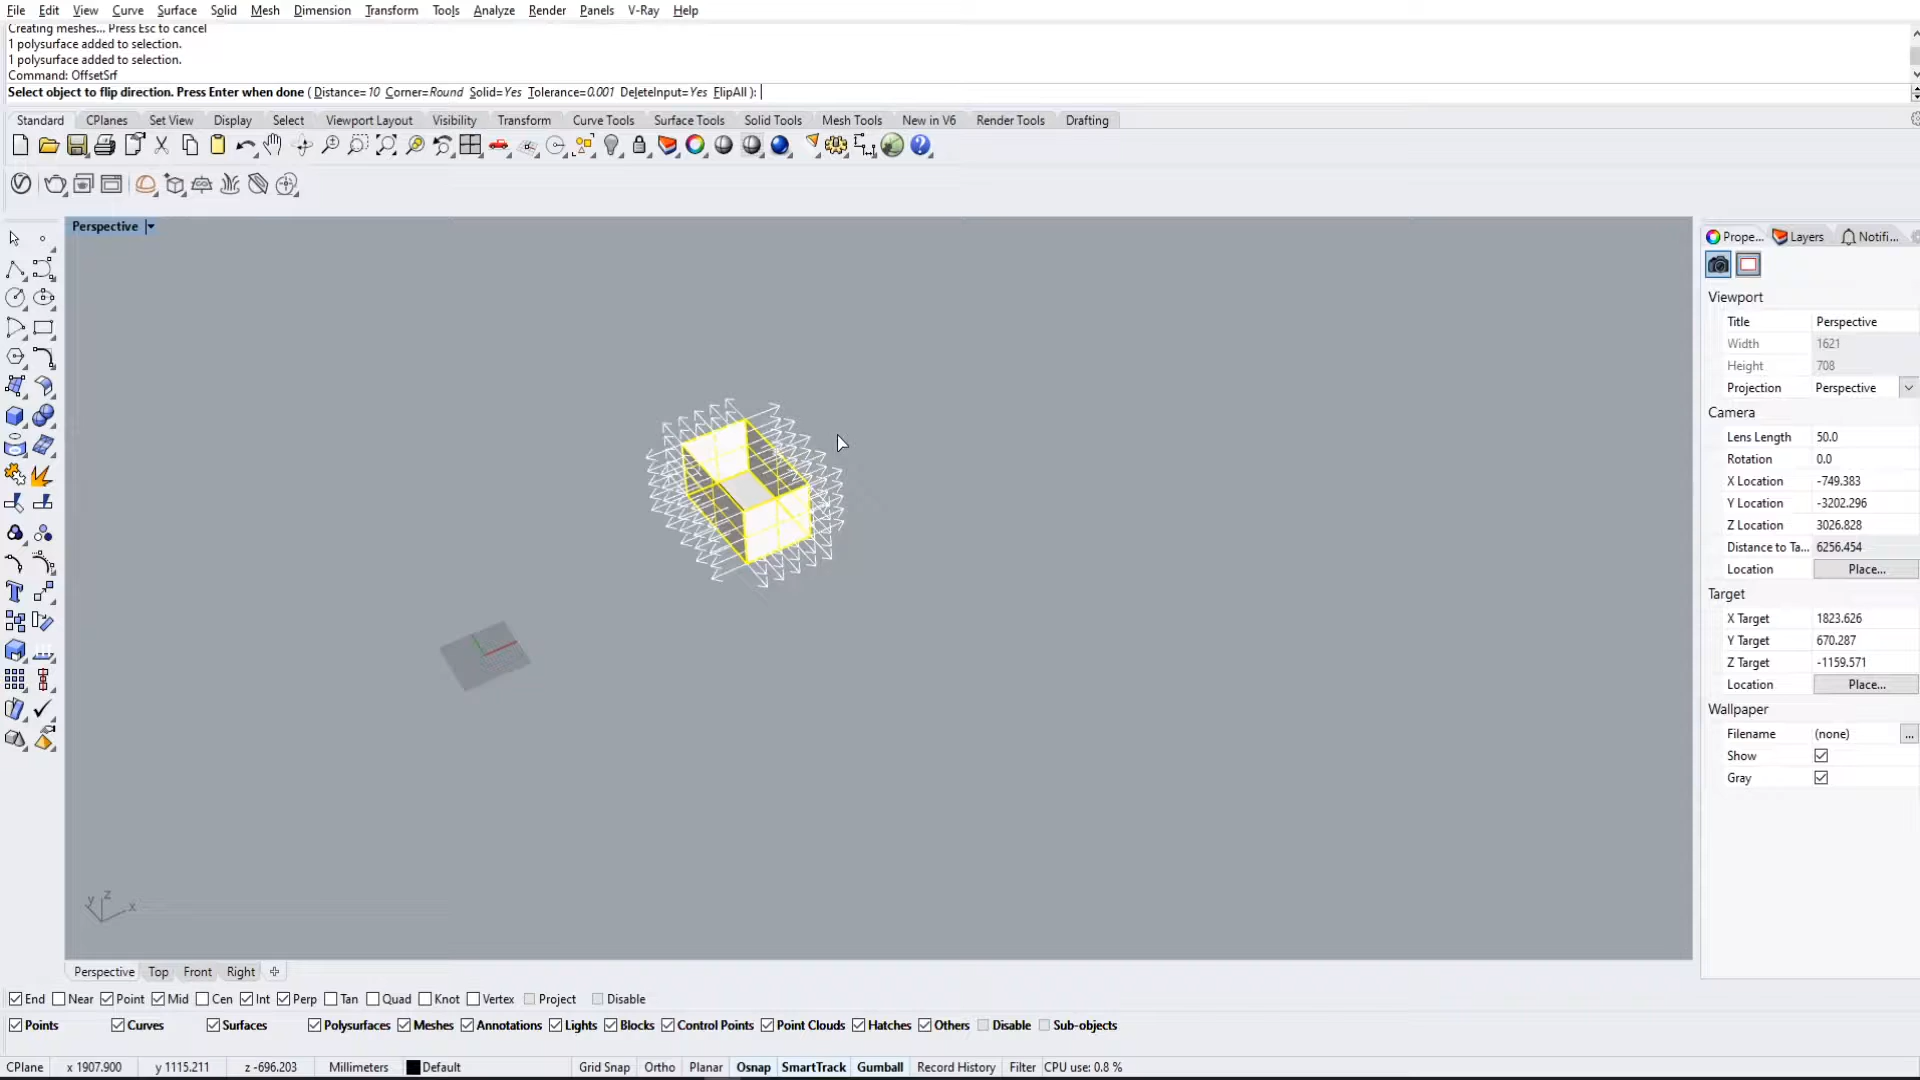 File Edit View Curve Surface Solid Mesh Dimension Transform Tools Analyze Render Panels V-Ray Help
Creating meshes... Press Esc to cancel
1 polysurface added to selection.
1 polysurface added to selection.
Command: OffsetSrf
Select object to flip direction. Press Enter when done ( Distance=10 Corner=Round Solid=Yes Tolerance=0.001 DeleteInput=Yes FlipAll ):
Standard CPlanes Set View Display Select Viewport Layout Visibility Transform Curve Tools Surface Tools Solid Tools Mesh Tools New in V6 Render Tools Drafting
Perspective
Prope... Layers Notifi...
Viewport
Title Perspective
Width 1621
Height 708
Projection Perspective
Camera
Lens Length 50.0
Rotation 0.0
X Location -749.383
Y Location -3202.296
Z Location 3026.828
Distance to Ta... 6256.454
Location Place...
Target
X Target 1823.626
Y Target 670.287
Z Target -1159.571
Location Place...
Wallpaper
Filename (none) ...
Show
Gray
y z x
Perspective Top Front Right
End Near Point Mid Cen Int Perp Tan Quad Knot Vertex Project Disable
Points Curves Surfaces Polysurfaces Meshes Annotations Lights Blocks Control Points Point Clouds Hatches Others Disable Sub-objects
CPlane x 1907.900 y 1115.211 z -696.203 Millimeters Default Grid Snap Ortho Planar Osnap SmartTrack Gumball Record History Filter CPU use: 0.8 %